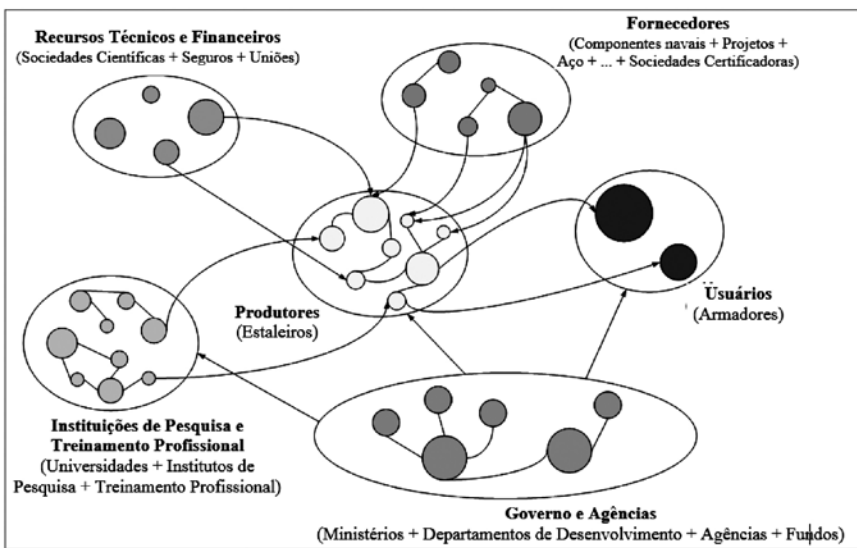 Recursos Técnicos e Financeiros
(Sociedades Científicas + Seguros + Uniões)
Fornecedores
(Componentes navais + Projetos +
Aço + ... + Sociedades Certificadoras)
Produtores
(Estaleiros)
Usuários
(Armadores)
Instituições de Pesquisa e
Treinamento Profissional
(Universidades + Institutos de
Pesquisa + Treinamento Profissional)
Governo e Agências
(Ministérios + Departamentos de Desenvolvimento + Agências + Fundos)